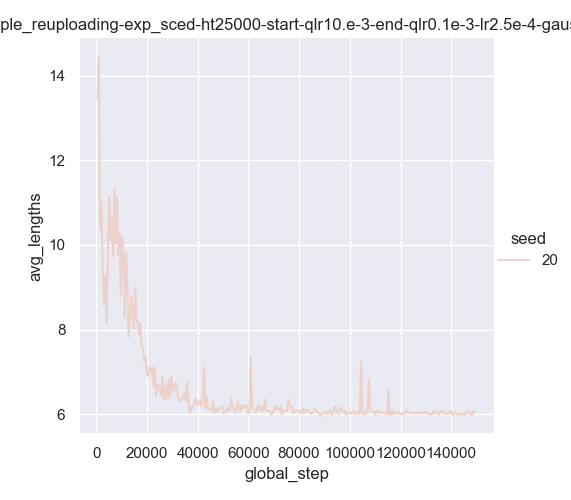 ple_reuploading-exp_sced-ht25000-start-qlr10.e-3-end-qlr0.1e-3-lr2.5e-4-gaus
14
12
10
8
6
avg_lengths
0 20000 40000 60000 80000 100000 120000 140000
global_step
seed
20